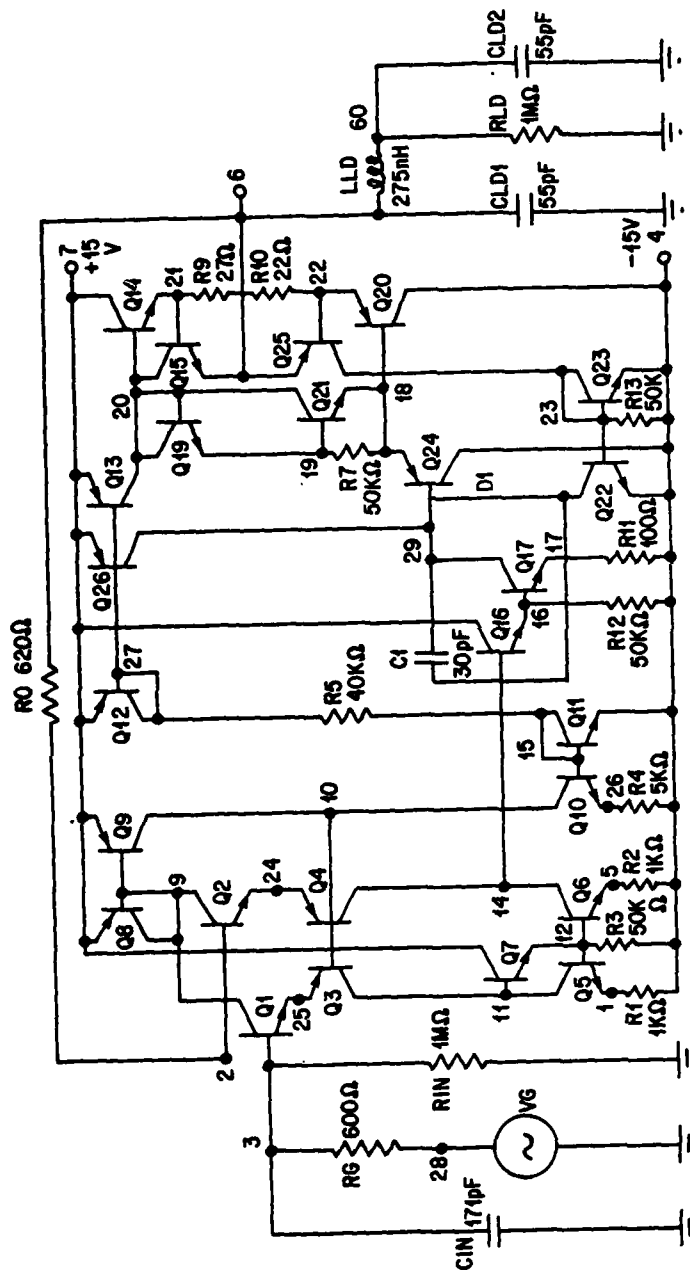 RO 620Ω
7
+15
V
6
Q8
Q9
Q12
Q26
Q13
Q14
27
20
21
R9
27Ω
R10
22Ω
Q15
Q19
Q25
Q21
22
Q20
9
Q1
Q2
2
24
25
Q3
Q4
10
R5
40KΩ
19
R7
50KΩ
18
29
Q24
D1
C1
30pF
3
RG
600Ω
28
VG
CIN
171pF
RIN
1MΩ
11
Q7
14
12
Q5
Q6
1
5
R1
1KΩ
R3
50K
Ω
R2
1KΩ
15
Q10
Q11
26
R4
5KΩ
Q16
Q17
16
17
R12
50KΩ
R11
100Ω
23
Q22
Q23
R13
50K
-15V
4
LLD
275nH
60
CLD1
55pF
RLD
1MΩ
CLD2
55pF